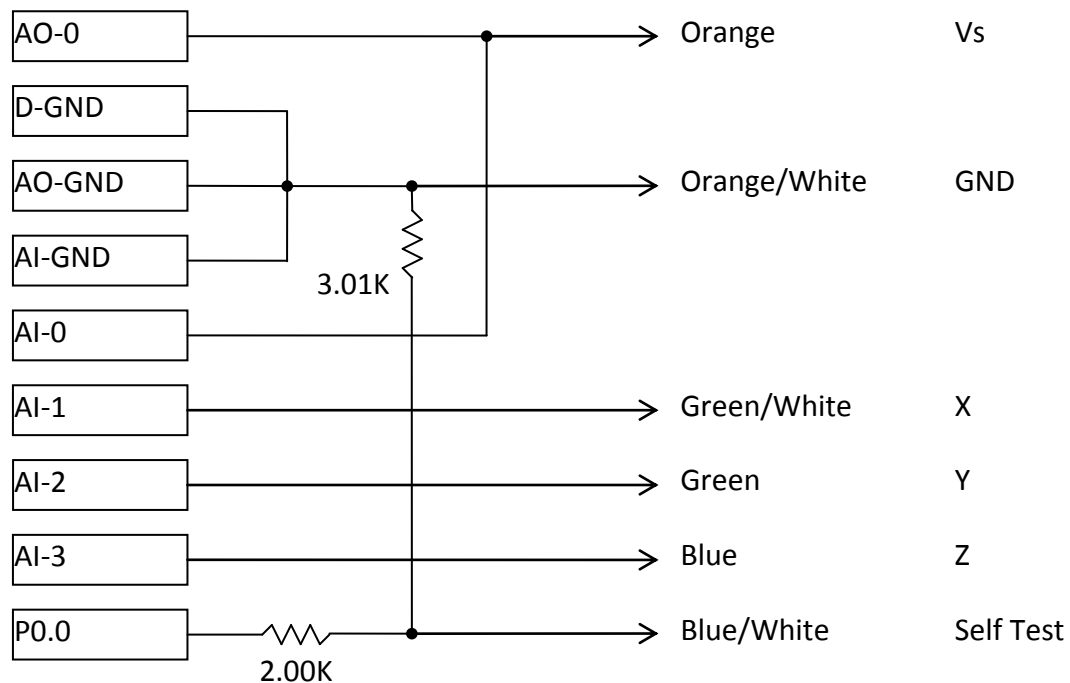 AO-0 Orange Vs
D-GND
AO-GND Orange/White GND
AI-GND
3.01K
AI-0
AI-1 Green/White X
AI-2 Green Y
AI-3 Blue Z
P0.0 Blue/White Self Test
2.00K